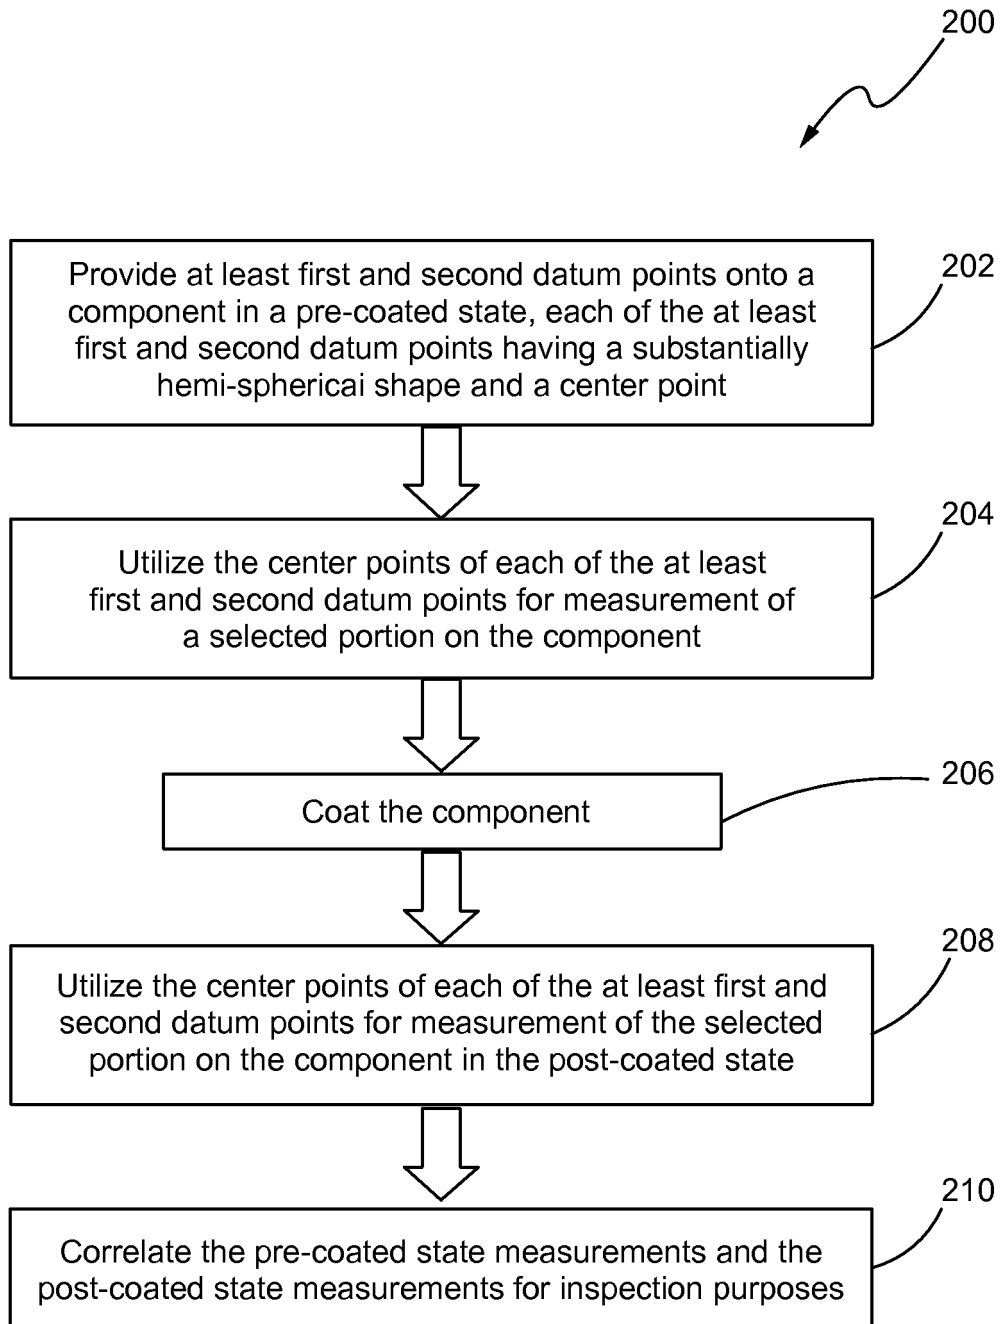 200
Provide at least first and second datum points onto a
component in a pre-coated state, each of the at least
first and second datum points having a substantially
hemi-sphericai shape and a center point
202
Utilize the center points of each of the at least
first and second datum points for measurement of
a selected portion on the component
204
Coat the component
206
Utilize the center points of each of the at least first and
second datum points for measurement of the selected
portion on the component in the post-coated state
208
Correlate the pre-coated state measurements and the
post-coated state measurements for inspection purposes
210